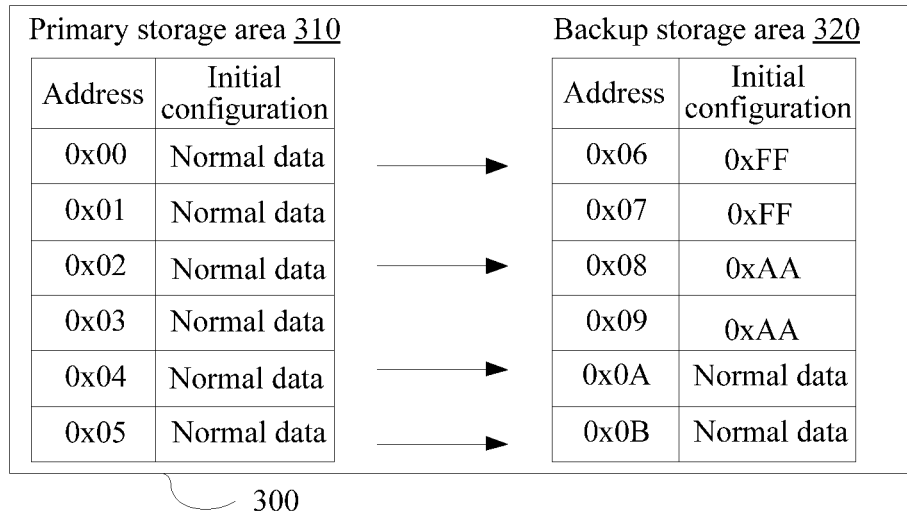 Primary storage area 310
Address Initial configuration
0x00 Normal data
0x01 Normal data
0x02 Normal data
0x03 Normal data
0x04 Normal data
0x05 Normal data
Backup storage area 320
Address Initial configuration
0x06 0xFF
0x07 0xFF
0x08 0xAA
0x09 0xAA
0x0A Normal data
0x0B Normal data
300